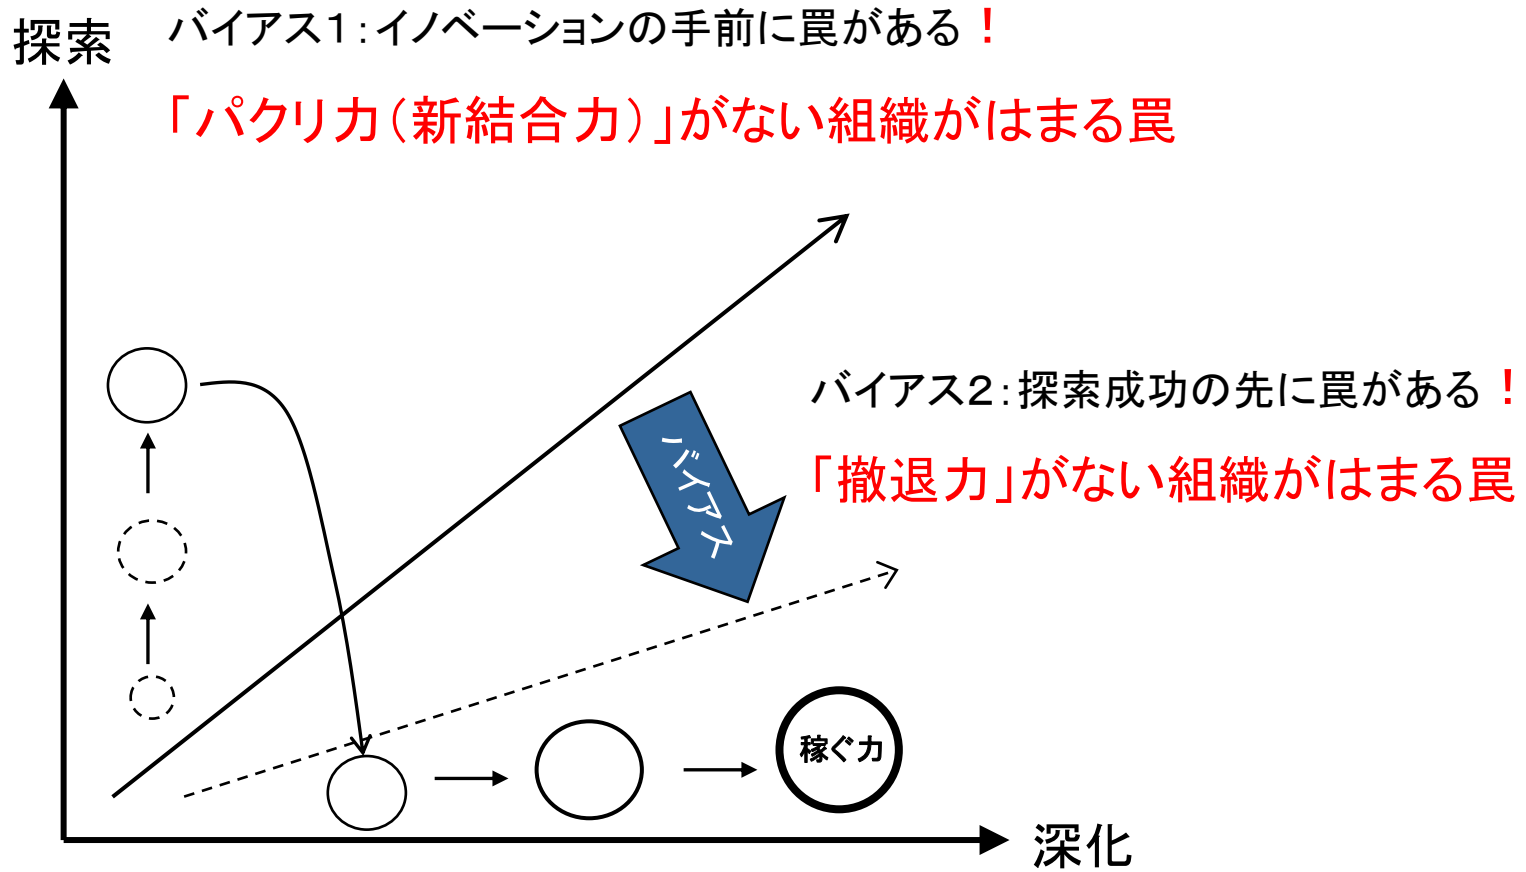 探索
バイアス1：イノベーションの手前に罠がある！
「パクリ力（新結合力）」がない組織がはまる罠
バイアス2：探索成功の先に罠がある！
「撤退力」がない組織がはまる罠
バイアス
稼ぐ力
深化